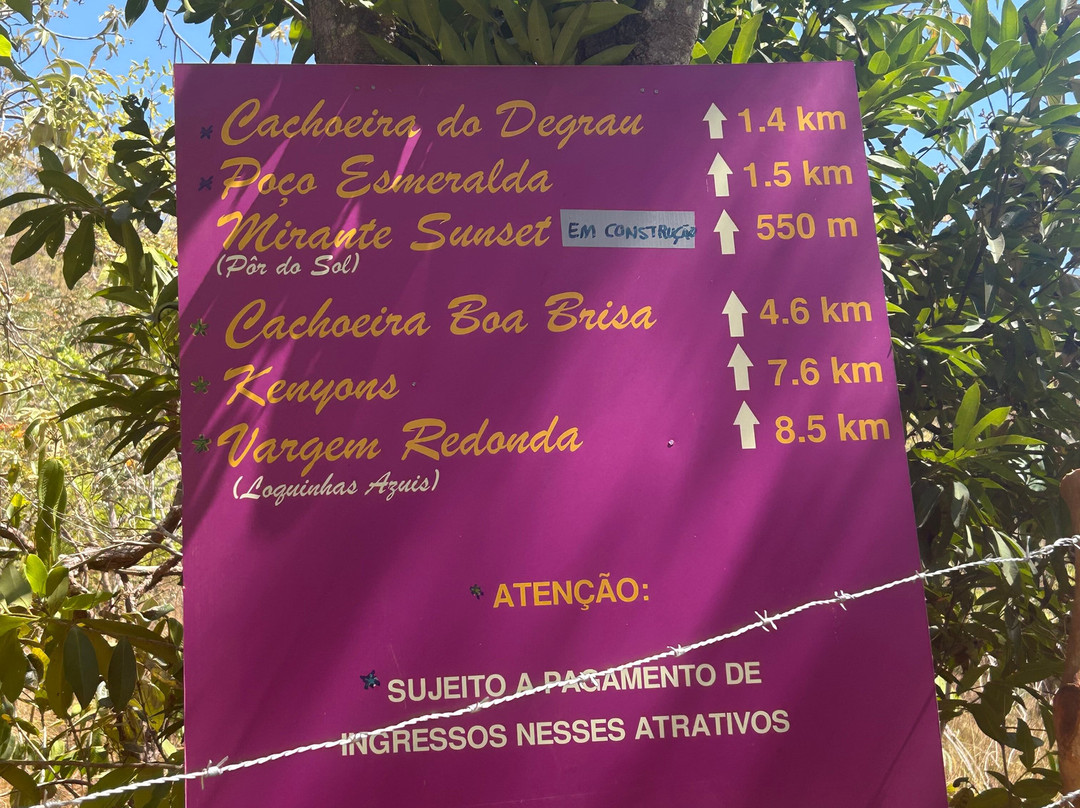 Cachoeira do Degrau 1.4 km
Poço Esmeralda 1.5 km
Mirante Sunset EM CONSTRUÇÃO 550 m
(Pôr do Sol)
Cachoeira Boa Brisa 4.6 km
Kenyons 7.6 km
Vargem Redonda 8.5 km
(Loquinhas Azuis)
ATENÇÃO:
SUJEITO A PAGAMENTO DE
INGRESSOS NESSES ATRATIVOS